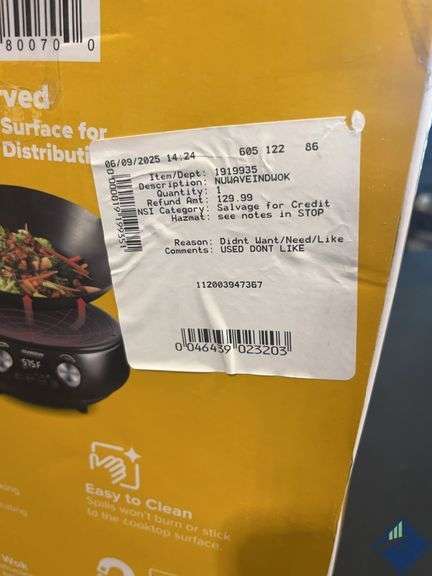 80070 0
ved
Surface for
Distributi
06/09/2025 14.24 605 122 86
Item/Dept: 1919935
Description: NUWAVEINDWOK
Quantity: 1
Refund Amt: 129.99
NSI Category: Salvage for Credit
Hazmat: see notes in STOP
Reason: Didnt Want/Need/Like
Comments: USED DONT LIKE
112003947367
0 046439 023203
575F
Easy to Clean
Spills won't burn or stick
to the cooktop surface.
Wok